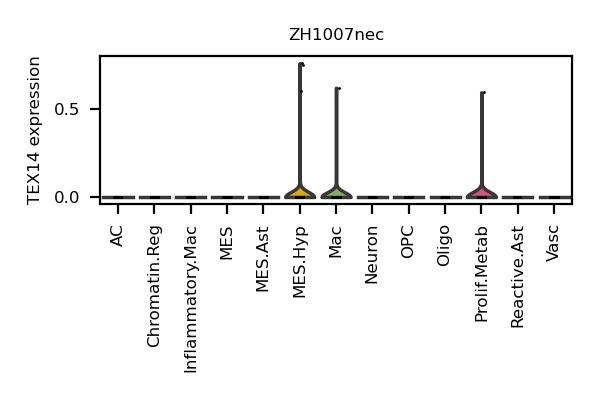 ZH1007nec
TEX14 expression
0.5
0.0
AC
Chromatin.Reg
Inflammatory.Mac
MES
MES.Ast
MES.Hyp
Mac
Neuron
OPC
Oligo
Prolif.Metab
Reactive.Ast
Vasc